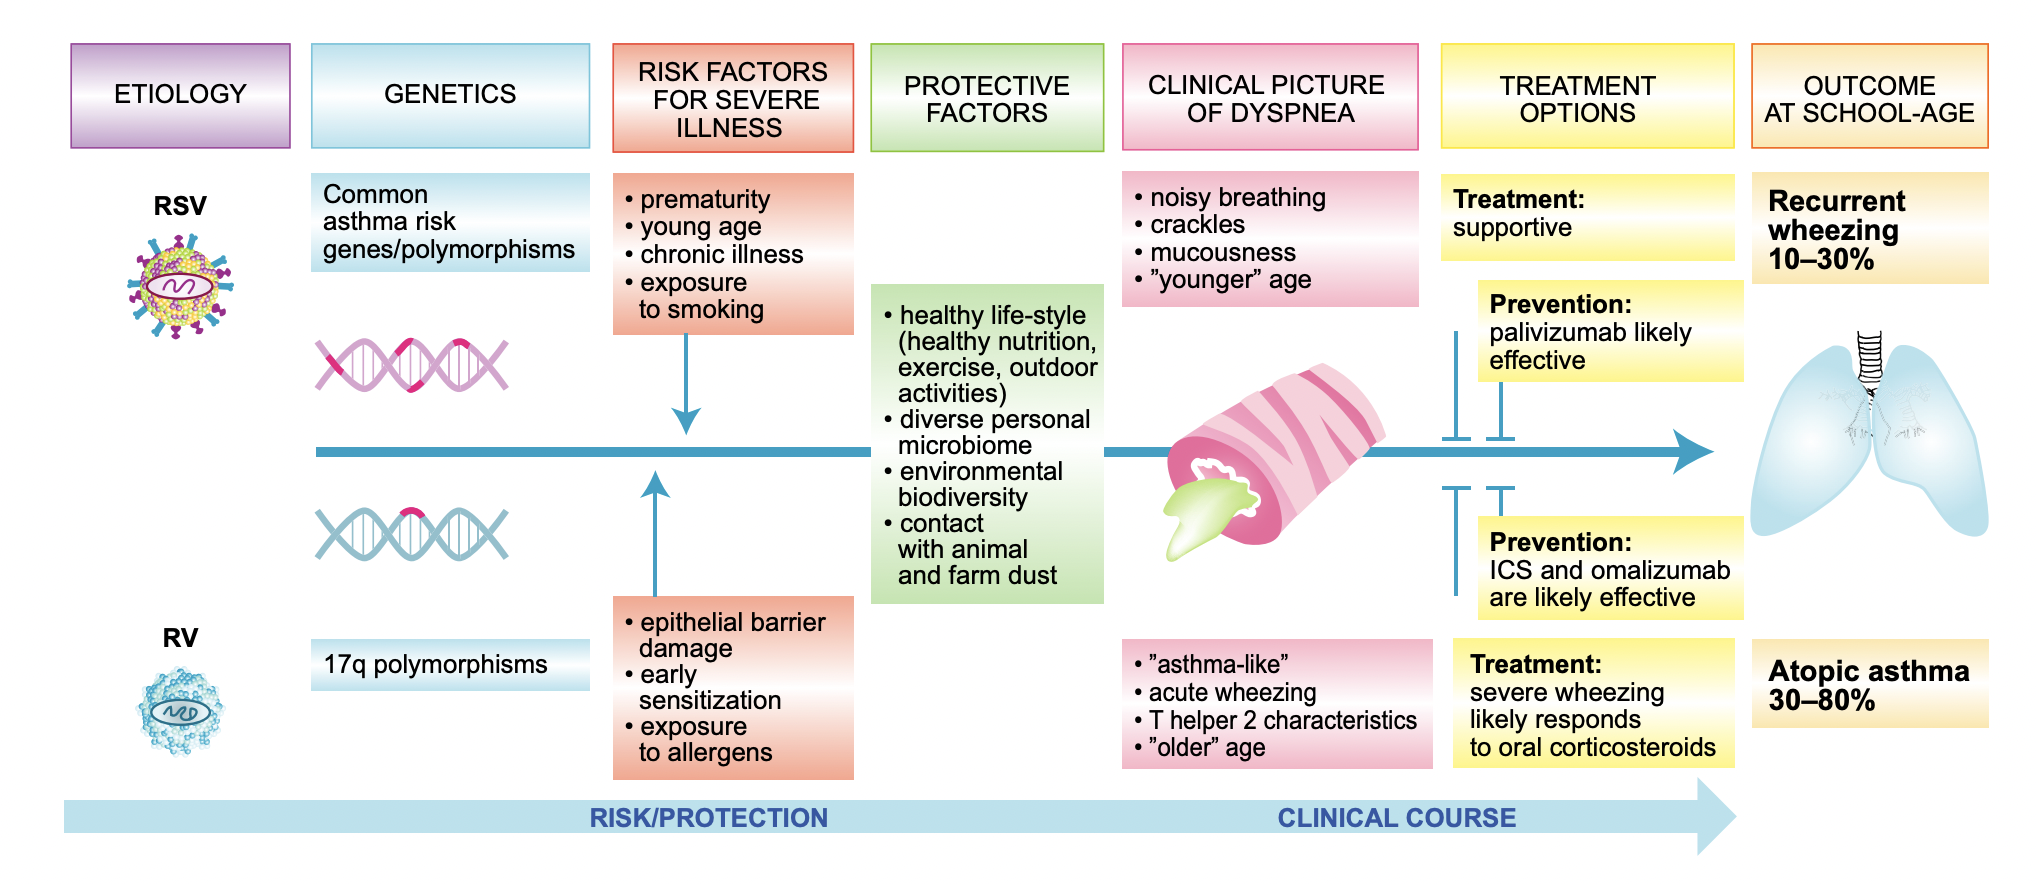 ETIOLOGY
GENETICS
RISK FACTORS
FOR SEVERE
ILLNESS
PROTECTIVE
FACTORS
CLINICAL PICTURE
OF DYSPNEA
TREATMENT
OPTIONS
OUTCOME
AT SCHOOL-AGE
RSV
Common
asthma risk
genes/polymorphisms
• prematurity
• young age
• chronic illness
• exposure
to smoking
• healthy life-style
(healthy nutrition,
exercise, outdoor
activities)
• diverse personal
microbiome
• environmental
biodiversity
• contact
with animal
and farm dust
• noisy breathing
• crackles
• mucousness
• ”younger” age
Treatment:
supportive
Prevention:
palivizumab likely
effective
Recurrent
wheezing
10–30%
RV
17q polymorphisms
• epithelial barrier
damage
• early
sensitization
• exposure
to allergens
• ”asthma-like”
• acute wheezing
• T helper 2 characteristics
• ”older” age
Prevention:
ICS and omalizumab
are likely effective
Treatment:
severe wheezing
likely responds
to oral corticosteroids
Atopic asthma
30–80%
RISK/PROTECTION
CLINICAL COURSE